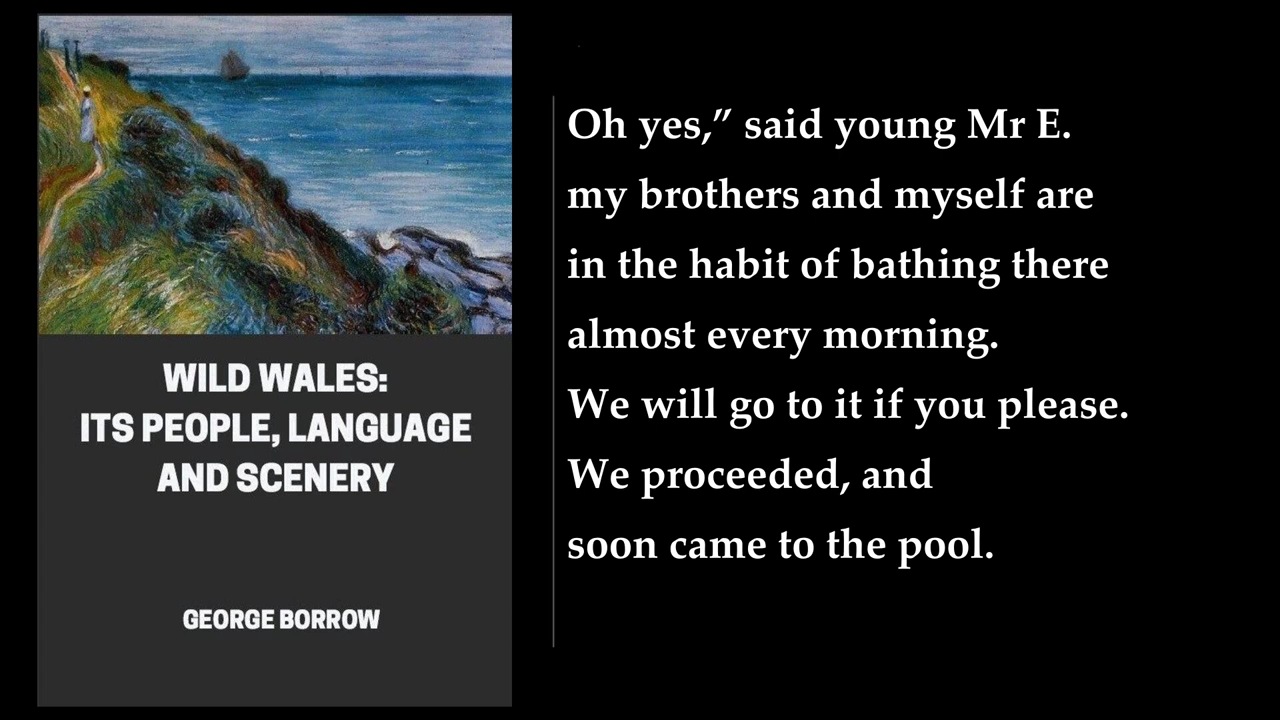 WILD WALES:
ITS PEOPLE, LANGUAGE
AND SCENERY
GEORGE BORROW
Oh yes,” said young Mr E.
my brothers and myself are
in the habit of bathing there
almost every morning.
We will go to it if you please.
We proceeded, and
soon came to the pool.